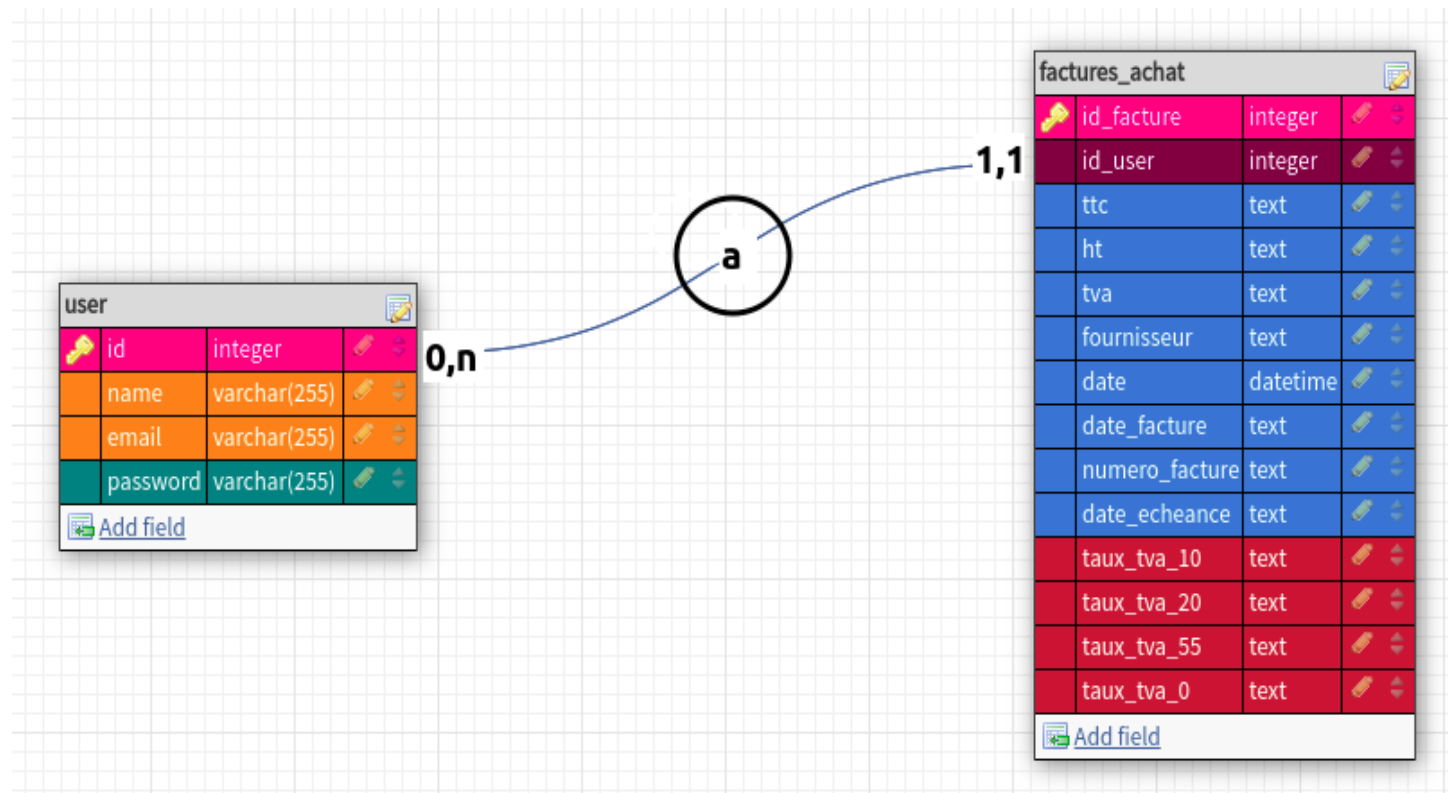 factures_achat
id_facture integer
1,1
id_user integer
ttc text
ht text
a
tva text
user
fournisseur text
id integer
0,n
date datetime
name varchar(255)
date_facture text
email varchar(255)
numero_facture text
password varchar(255)
date_echeance text
Add field
taux_tva_10 text
taux_tva_20 text
taux_tva_55 text
taux_tva_0 text
Add field